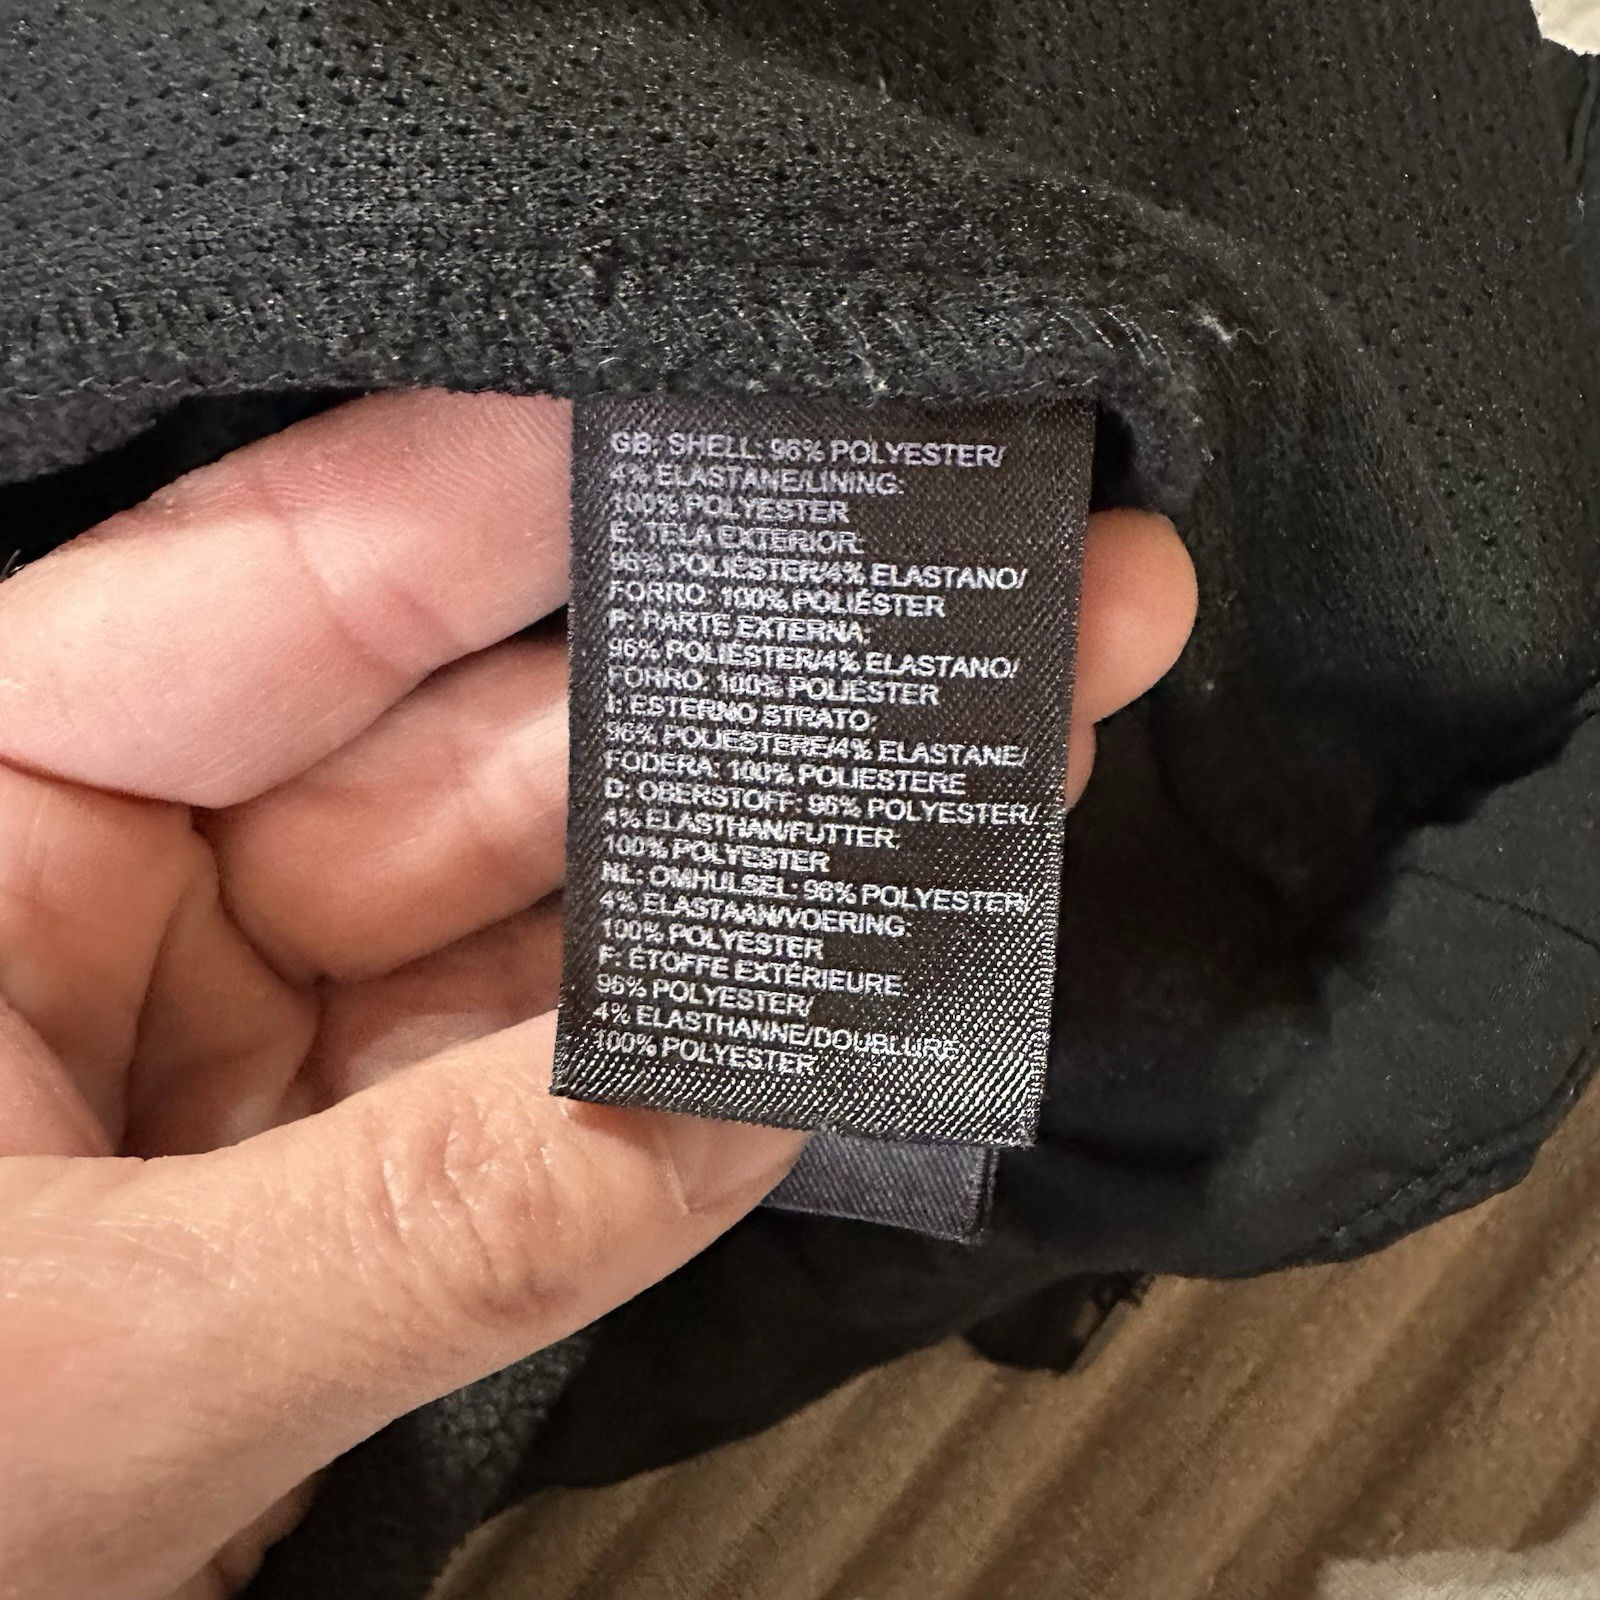 GB: SHELL: 96% POLYESTER/
4% ELASTANE/LINING:
100% POLYESTER
E: TELA EXTERIOR:
96% POLIÉSTER/4% ELASTANO/
FORRO: 100% POLIÉSTER
P: PARTE EXTERNA:
96% POLIÉSTER/4% ELASTANO/
FORRO: 100% POLIÉSTER
I: ESTERNO STRATO:
96% POLIESTERE/4% ELASTANE/
FODERA: 100% POLIESTERE
D: OBERSTOFF: 96% POLYESTER/
4% ELASTHAN/FUTTER:
100% POLYESTER
NL: OMHULSEL: 96% POLYESTER/
4% ELASTAAN/VOERING:
100% POLYESTER
F: ÉTOFFE EXTÉRIEURE
96% POLYESTER/
4% ELASTHANNE/DOUBLURE
100% POLYESTER